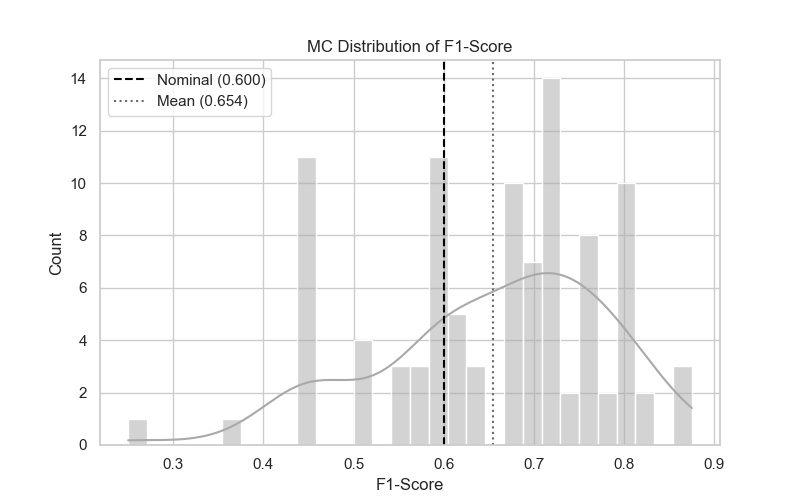 MC Distribution of F1-Score
Nominal (0.600)
Mean (0.654)
Count
14
12
10
8
6
4
2
0
0.3 0.4 0.5 0.6 0.7 0.8 0.9
F1-Score